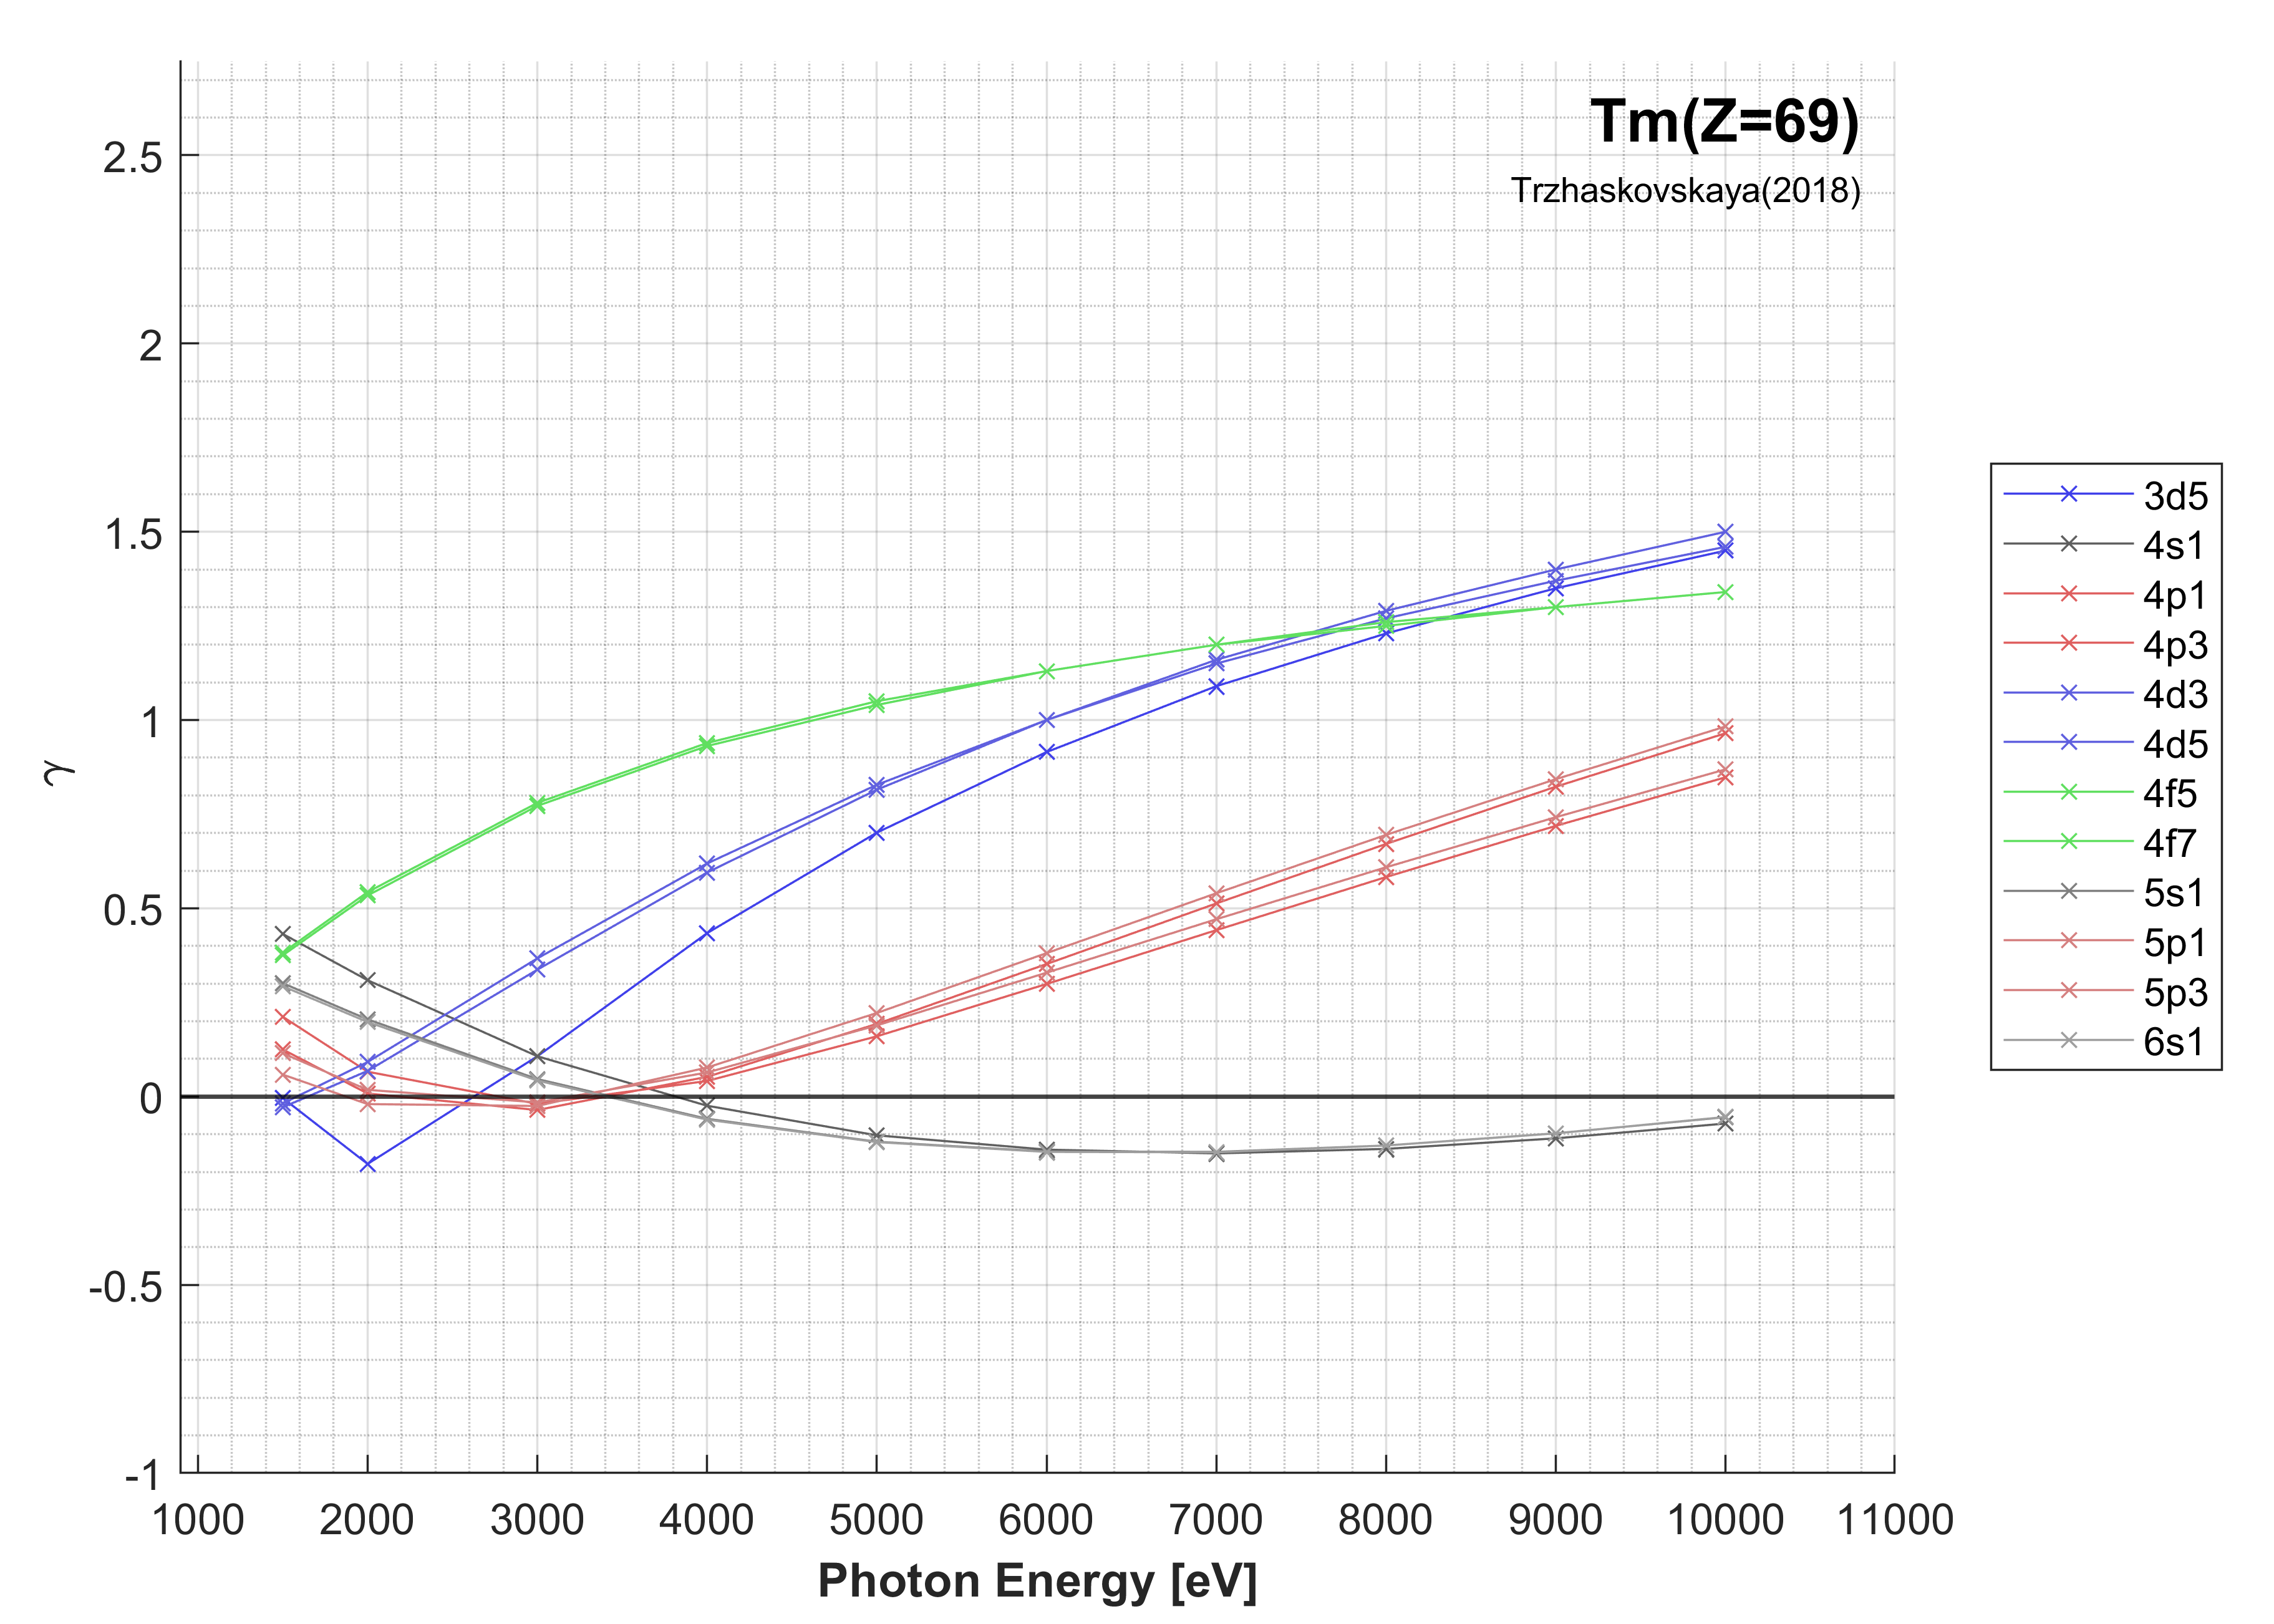 Tm(Z=69)
Trzhaskovskaya(2018)
2.5
2
1.5
1
0.5
0
-0.5
-1
γ
1000 2000 3000 4000 5000 6000 7000 8000 9000 10000 11000
Photon Energy [eV]
3d5
4s1
4p1
4p3
4d3
4d5
4f5
4f7
5s1
5p1
5p3
6s1